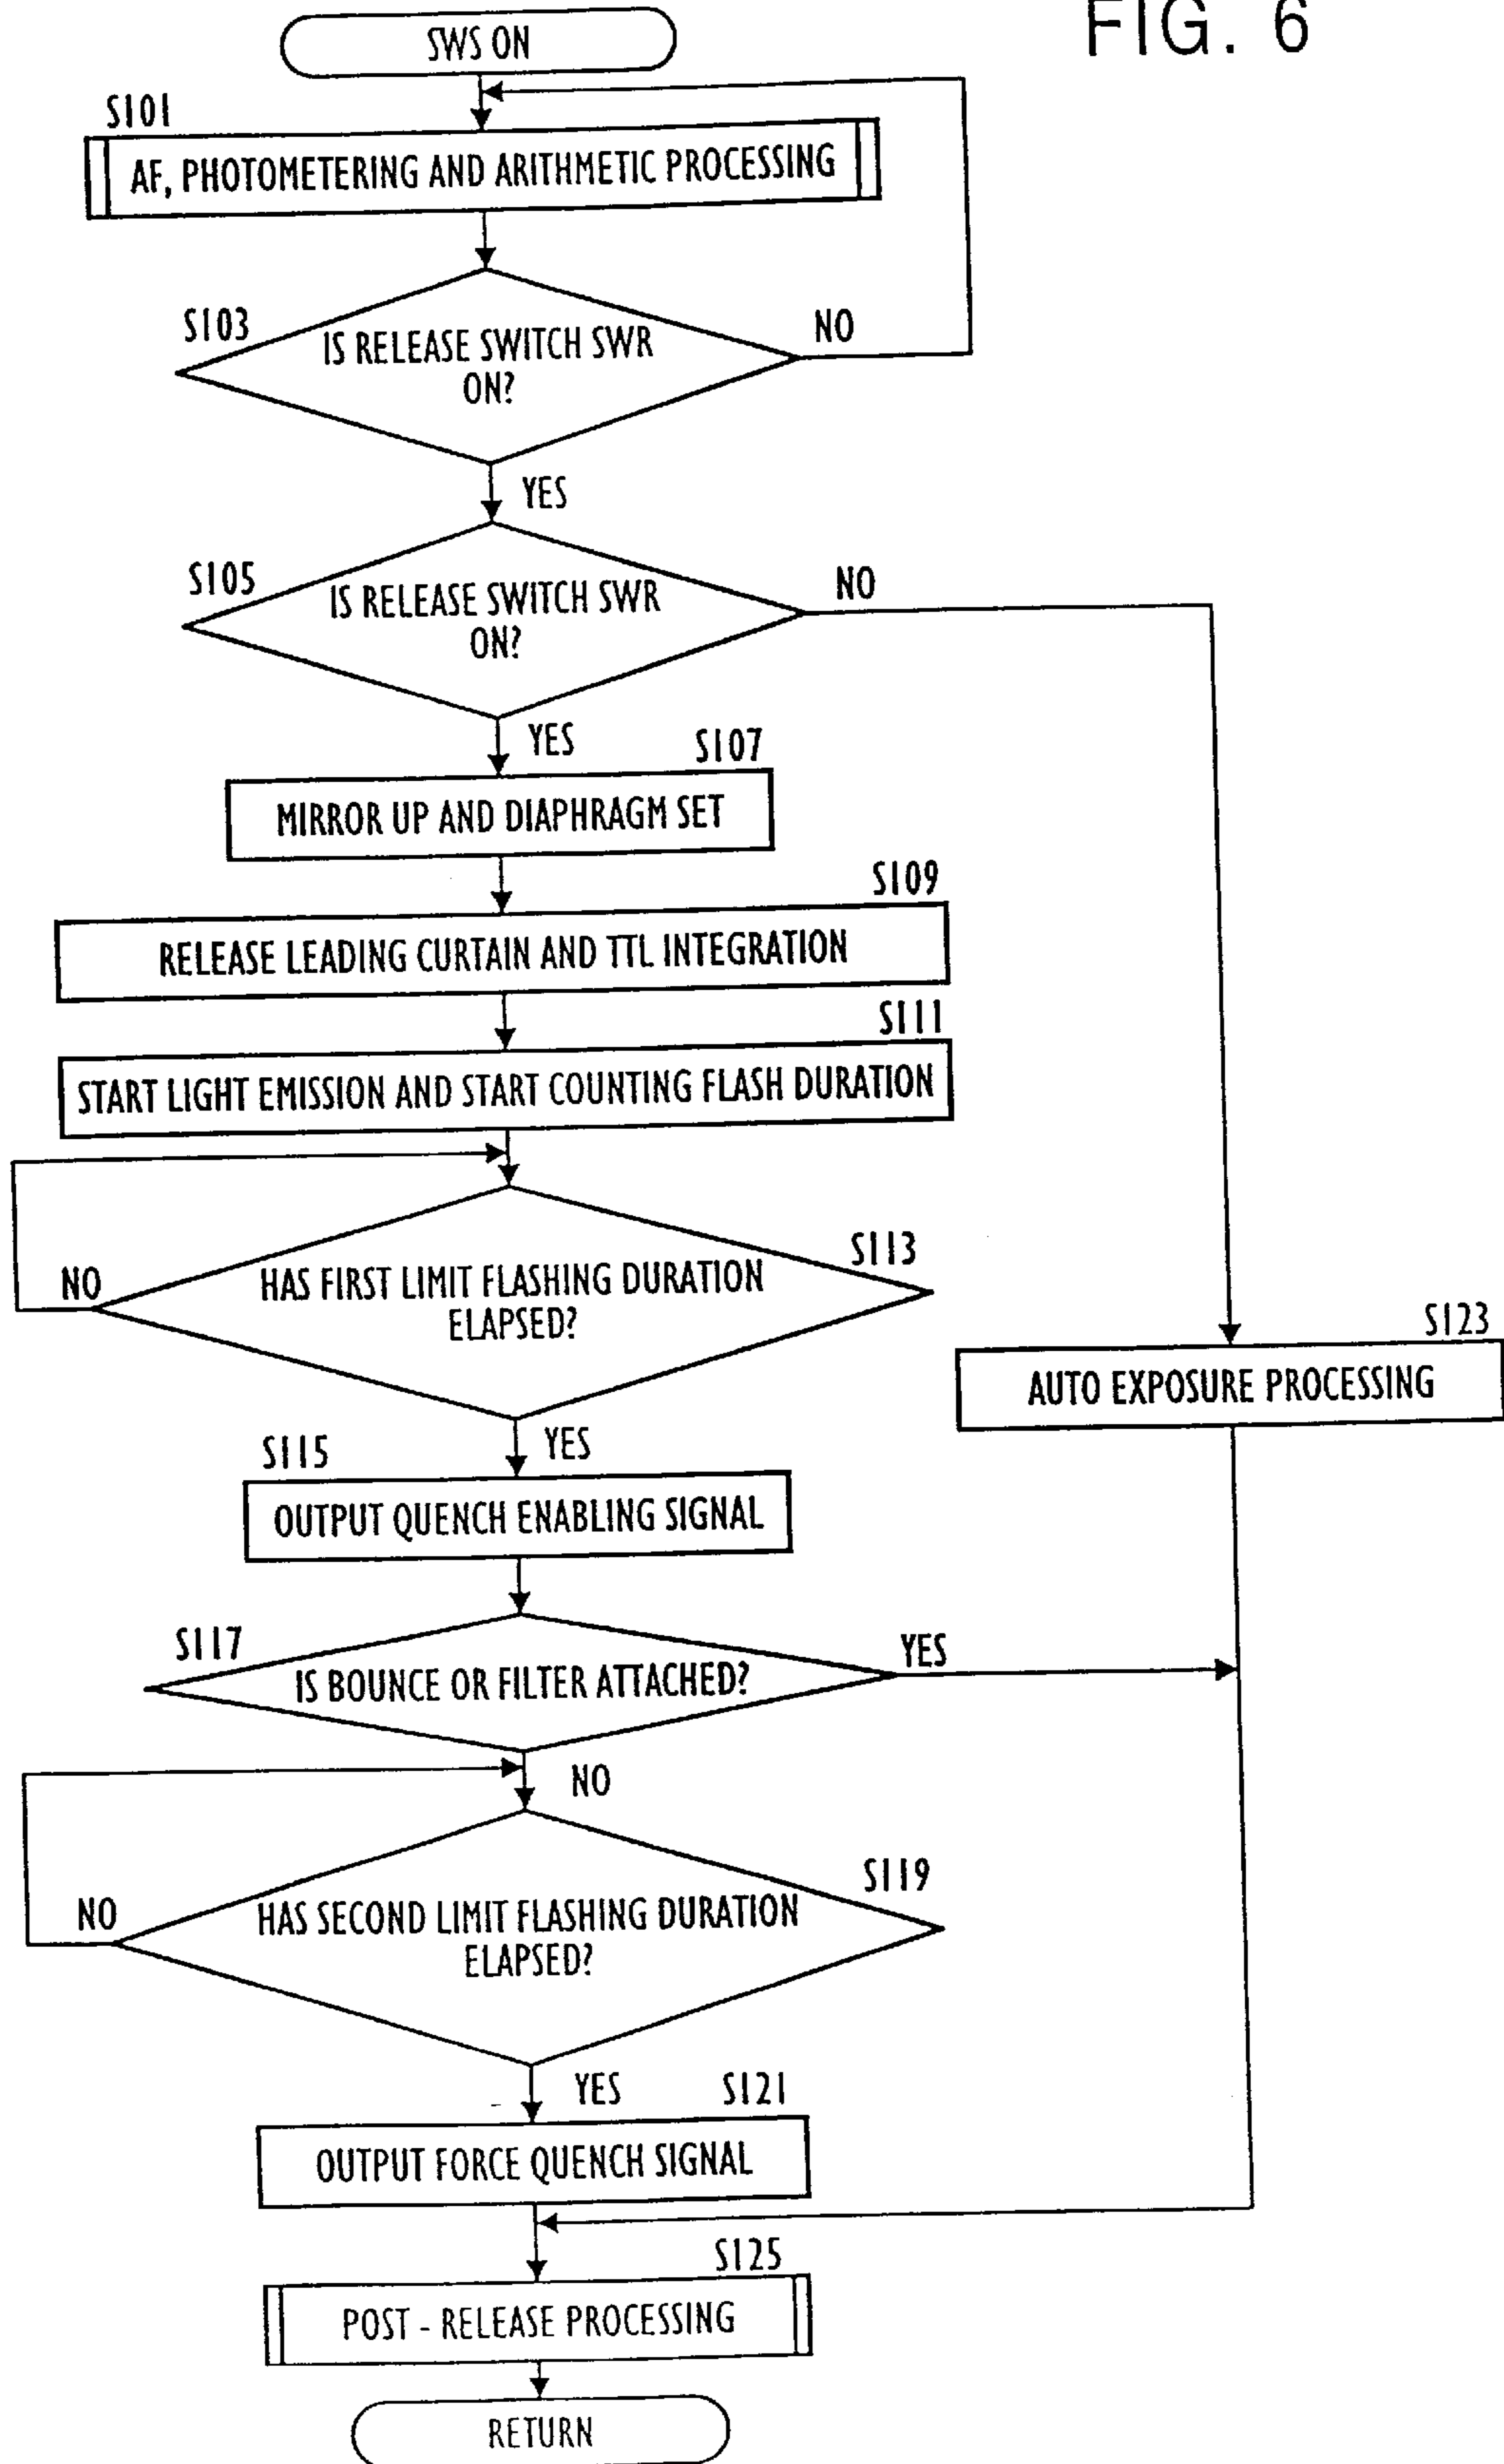 FIG. 6
SWS ON
S101
AF, PHOTOMETERING AND ARITHMETIC PROCESSING
S103
IS RELEASE SWITCH SWR
ON?
NO
YES
S105
IS RELEASE SWITCH SWR
ON?
NO
YES
S107
MIRROR UP AND DIAPHRAGM SET
S109
RELEASE LEADING CURTAIN AND TTL INTEGRATION
S111
START LIGHT EMISSION AND START COUNTING FLASH DURATION
S113
HAS FIRST LIMIT FLASHING DURATION
ELAPSED?
NO
YES
S123
AUTO EXPOSURE PROCESSING
S115
OUTPUT QUENCH ENABLING SIGNAL
S117
IS BOUNCE OR FILTER ATTACHED?
YES
NO
S119
HAS SECOND LIMIT FLASHING DURATION
ELAPSED?
NO
YES
S121
OUTPUT FORCE QUENCH SIGNAL
S125
POST - RELEASE PROCESSING
RETURN